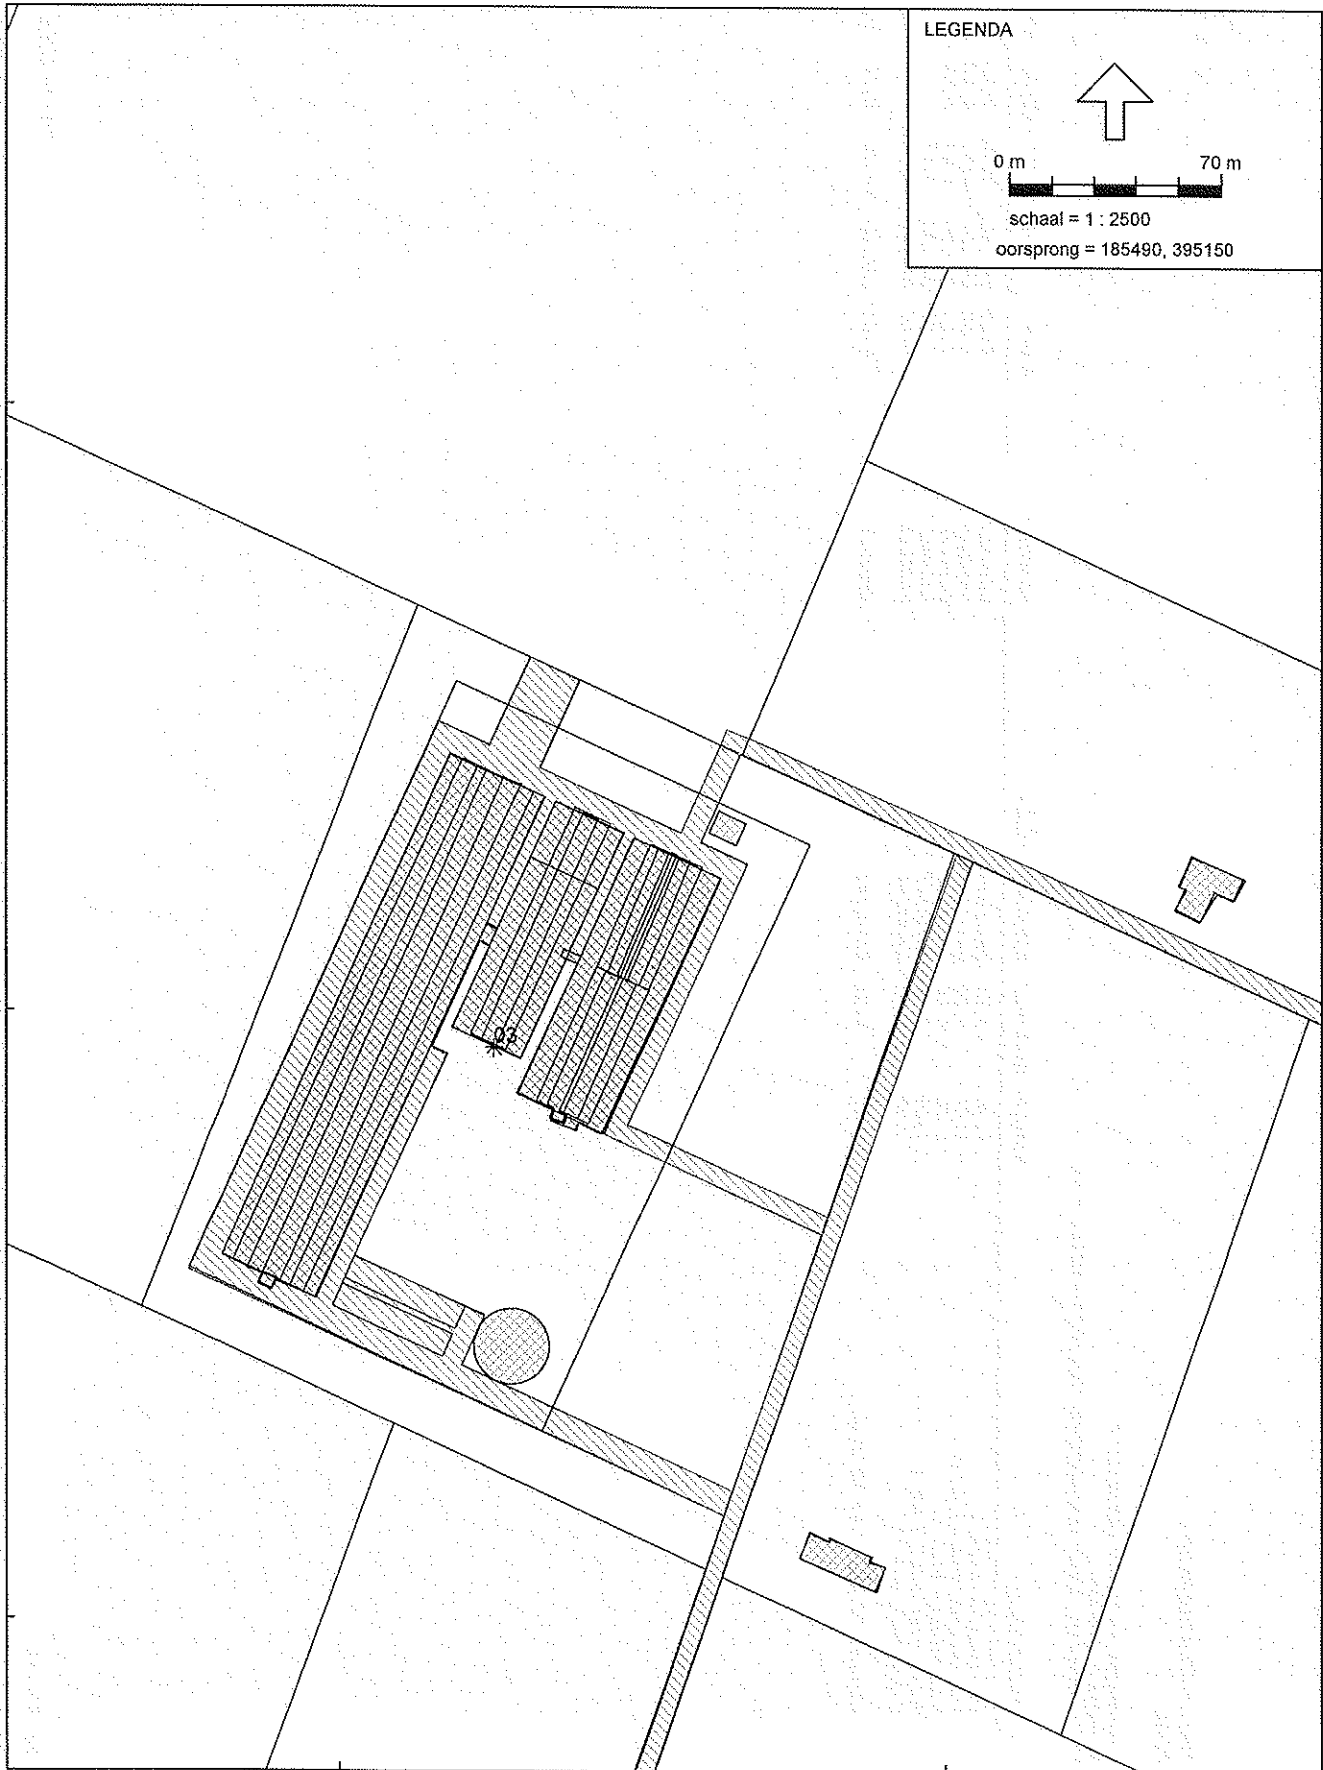 LEGENDA
0 m 70 m
schaal = 1 : 2500
oorsprong = 185490, 395150
03